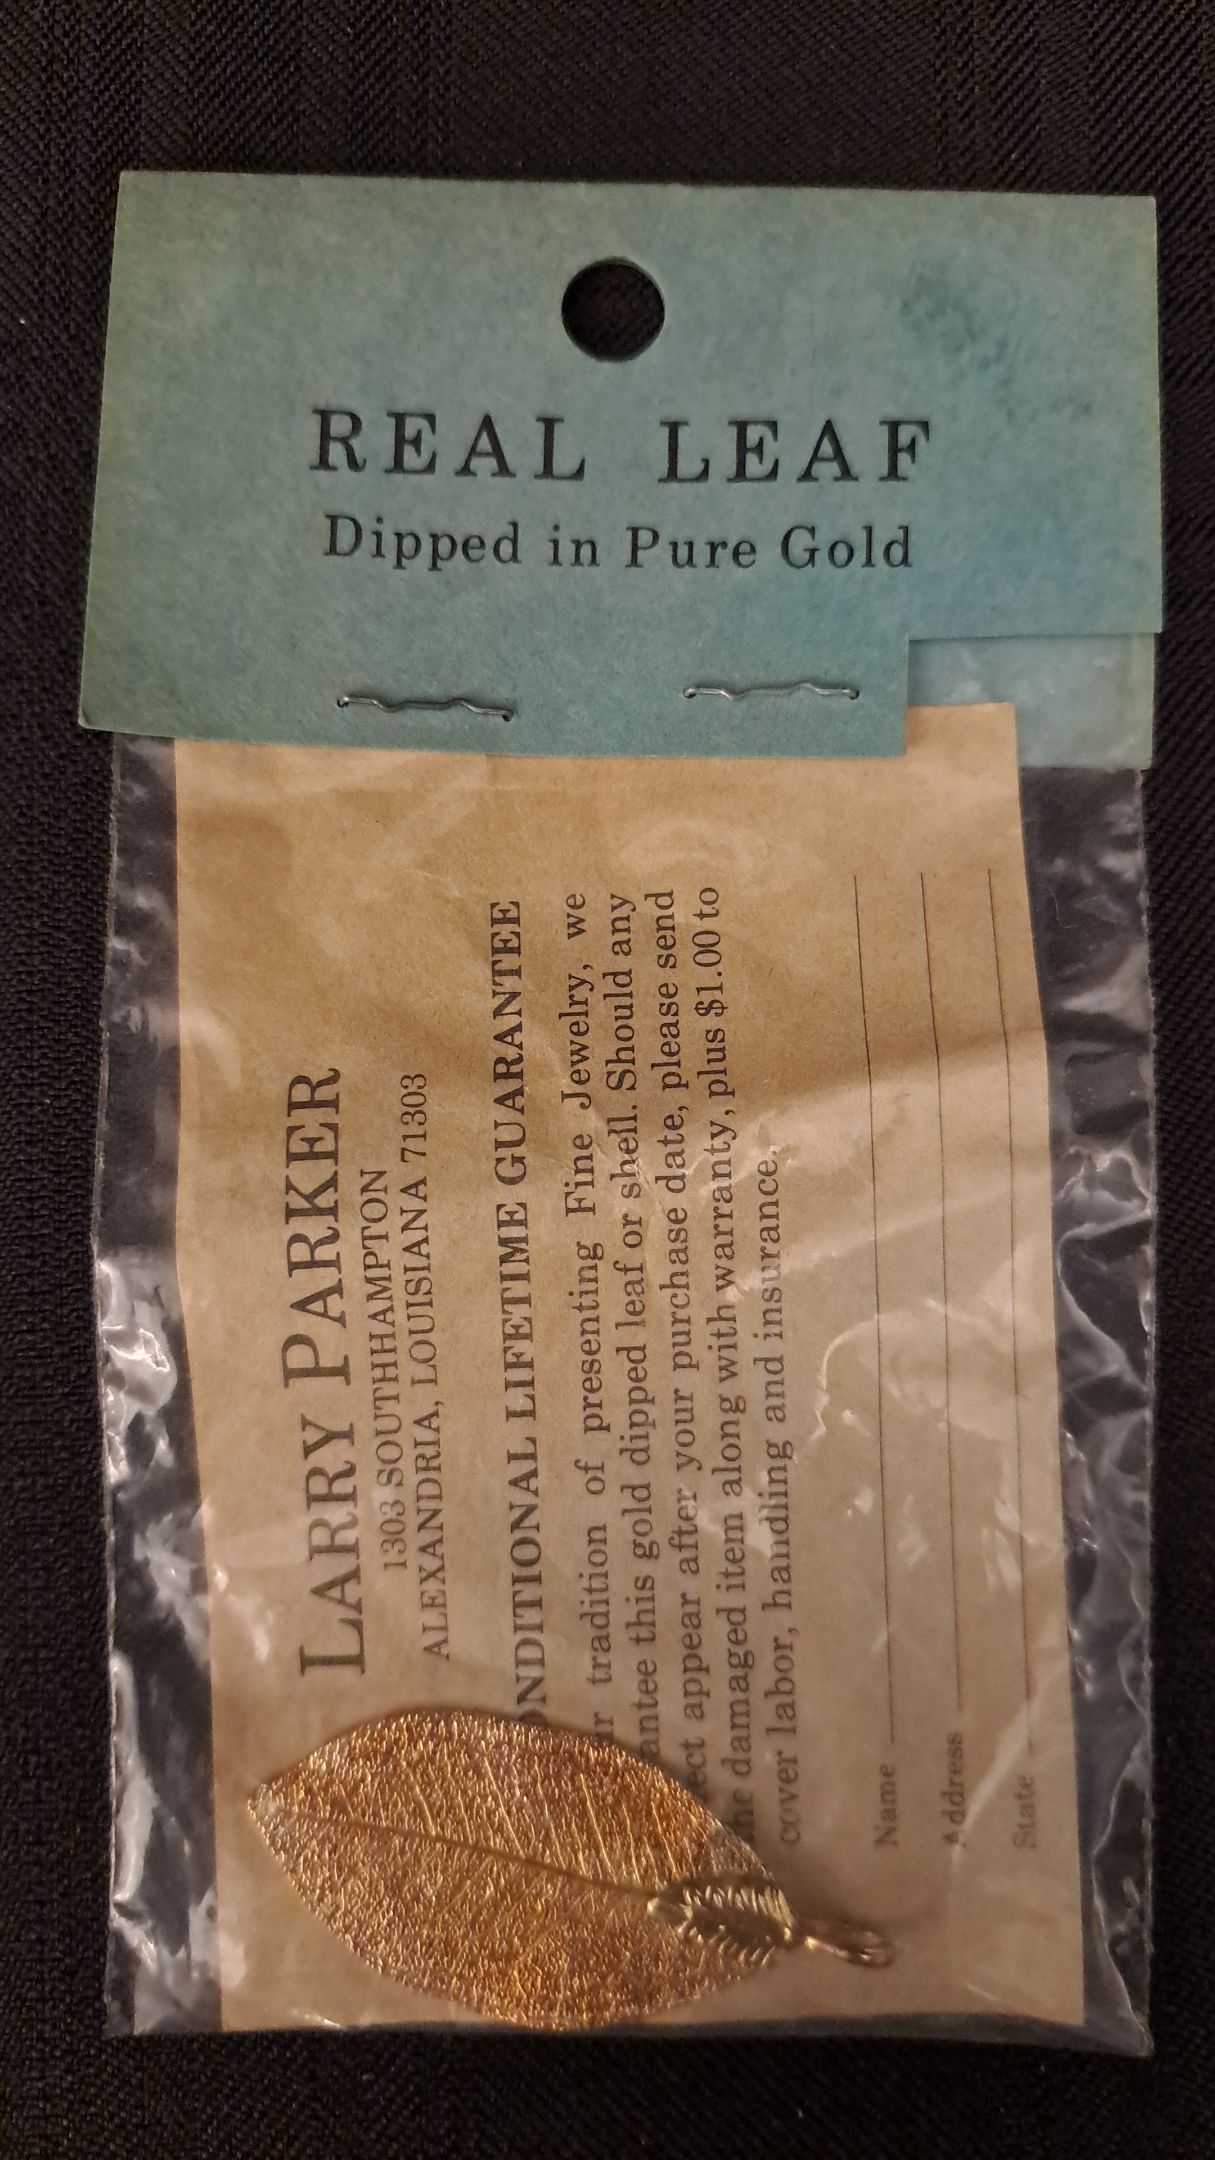 REAL LEAF
Dipped in Pure Gold
LARRY PARKER
1303 SOUTHHAMPTON
ALEXANDRIA, LOUISIANA 71303
ONDITIONAL LIFETIME GUARANTEE
tradition of presenting Fine Jewelry, we
antee this gold dipped leaf or shell. Should any
ect appear after your purchase date, please send
he damaged item along with warranty, plus $1.00 to
cover labor, handling and insurance.
Name
Address
State